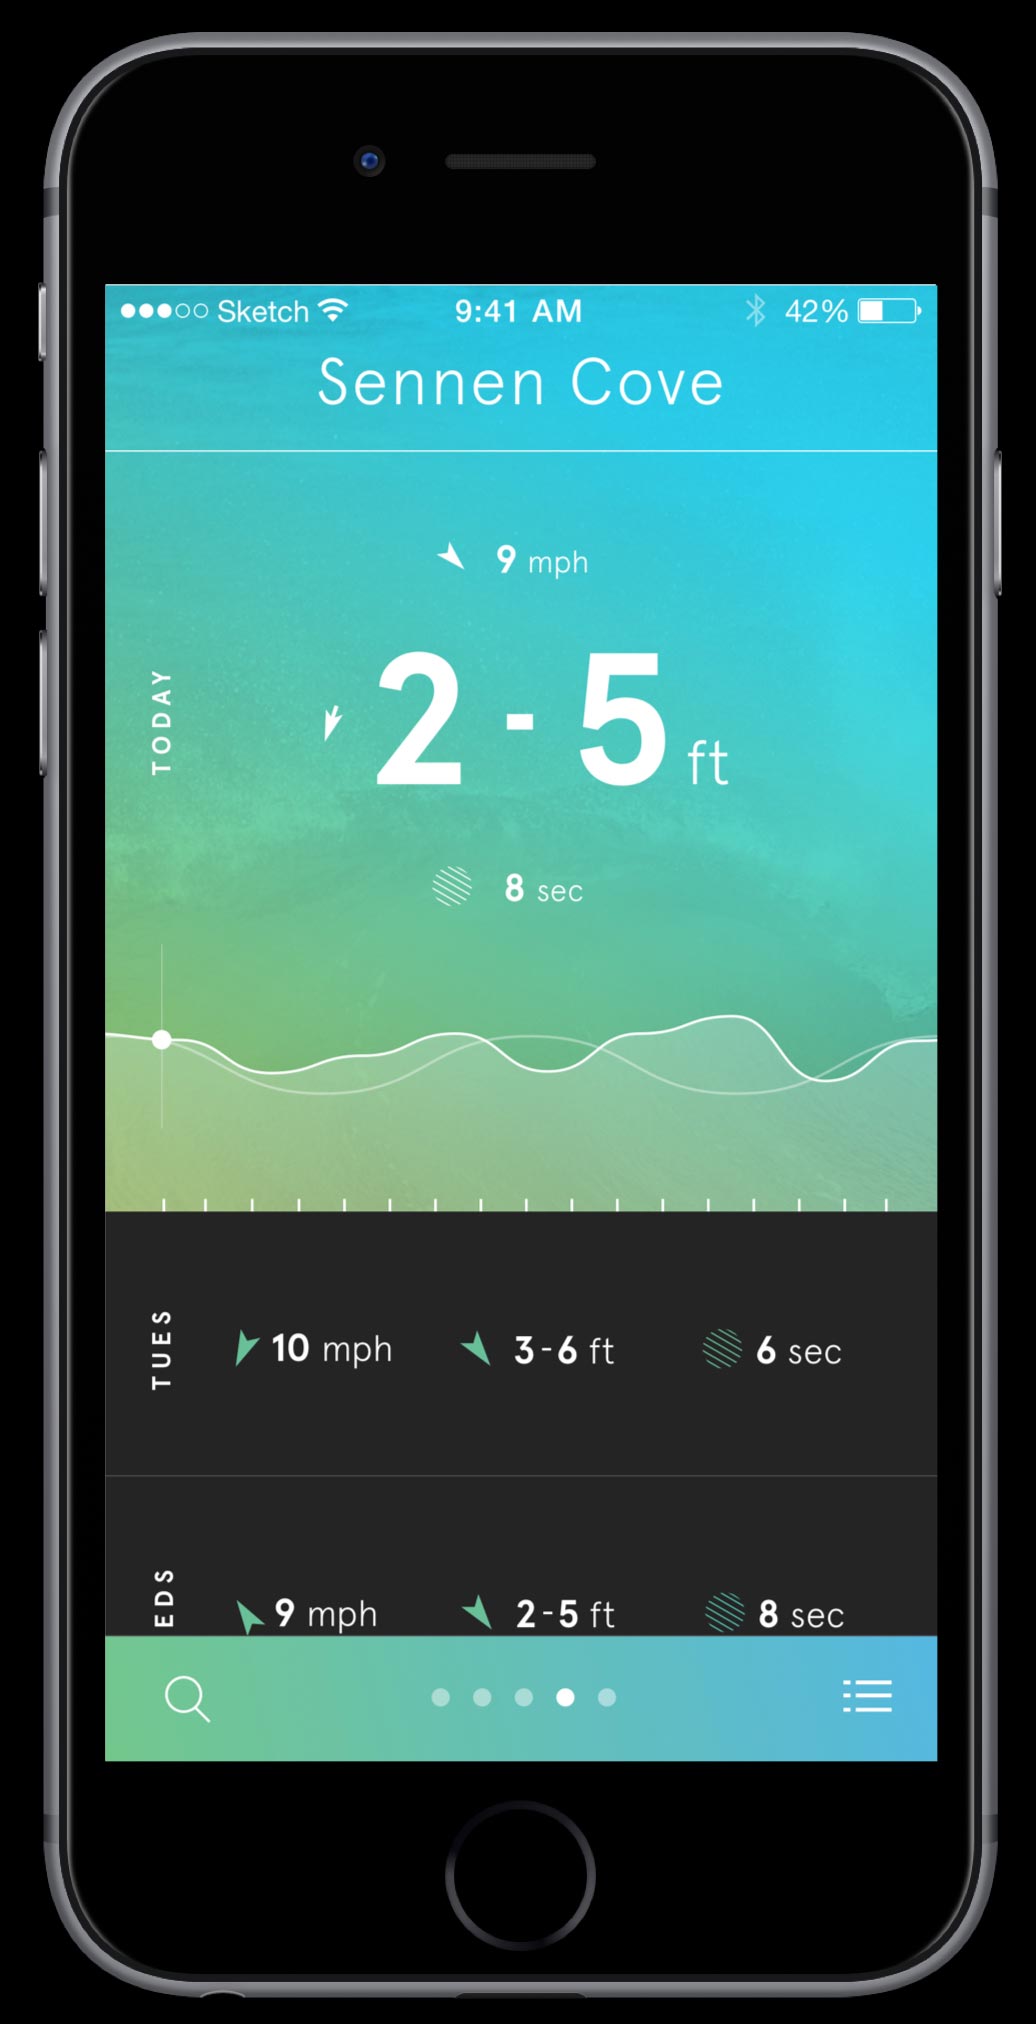 Sketch 9:41 AM 42%
Sennen Cove
9 mph
TODAY
2 - 5 ft
8 sec
TUES 10 mph 3-6 ft 6 sec
EDS 9 mph 2-5 ft 8 sec